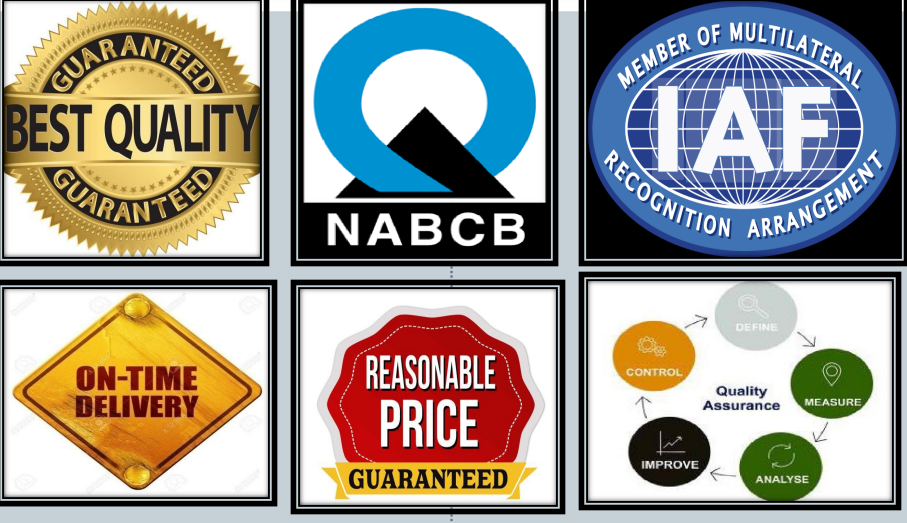 GUARANTEED
BEST QUALITY
GUARANTEED
NABCB
MEMBER OF MULTILATERAL
IAF
RECOGNITION ARRANGEMENT
ON-TIME
DELIVERY
REASONABLE
PRICE
GUARANTEED
DEFINE
CONTROL
Quality
Assurance
MEASURE
IMPROVE
ANALYSE